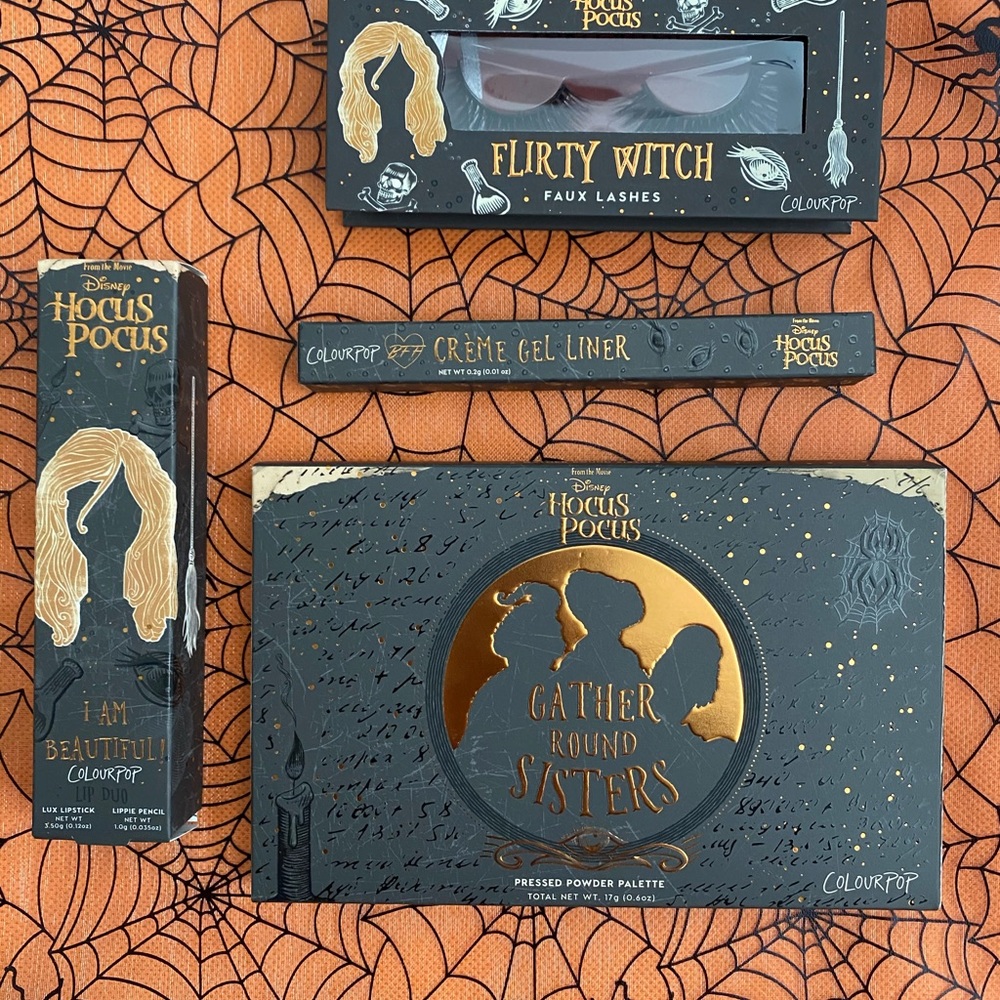 HOCUS
POCUS
FLIRTY WITCH
FAUX LASHES
COLOURPOP
From the Movie
Disney
HOCUS
POCUS
I AM
BEAUTIFUL!
COLOURPOP
LIP DUO
LUX LIPSTICK LIPPIE PENCIL
NET WT NET WT
3.50g (0.12oz) 1.0g (0.035oz)
COLOURPOP BFF CRÈME GEL LINER
NET WT 0.2g (0.01 oz)
From the Movie
Disney
HOCUS
POCUS
From the Movie
Disney
HOCUS
POCUS
GATHER
ROUND
SISTERS
PRESSED POWDER PALETTE
TOTAL NET WT. 17g (0.6oz)
COLOURPOP